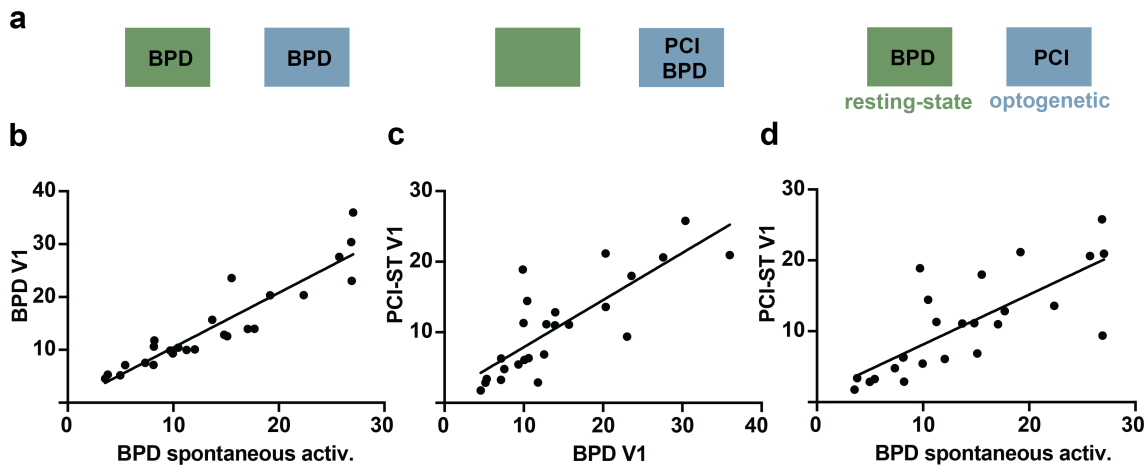 a
BPD BPD
PCI
BPD
BPD PCI
resting-state optogenetic
b
BPD V1
40
30
20
10
0 10 20 30
BPD spontaneous activ.
c
PCI-ST V1
30
20
10
0 10 20 30 40
BPD V1
d
PCI-ST V1
30
20
10
0 10 20 30
BPD spontaneous activ.